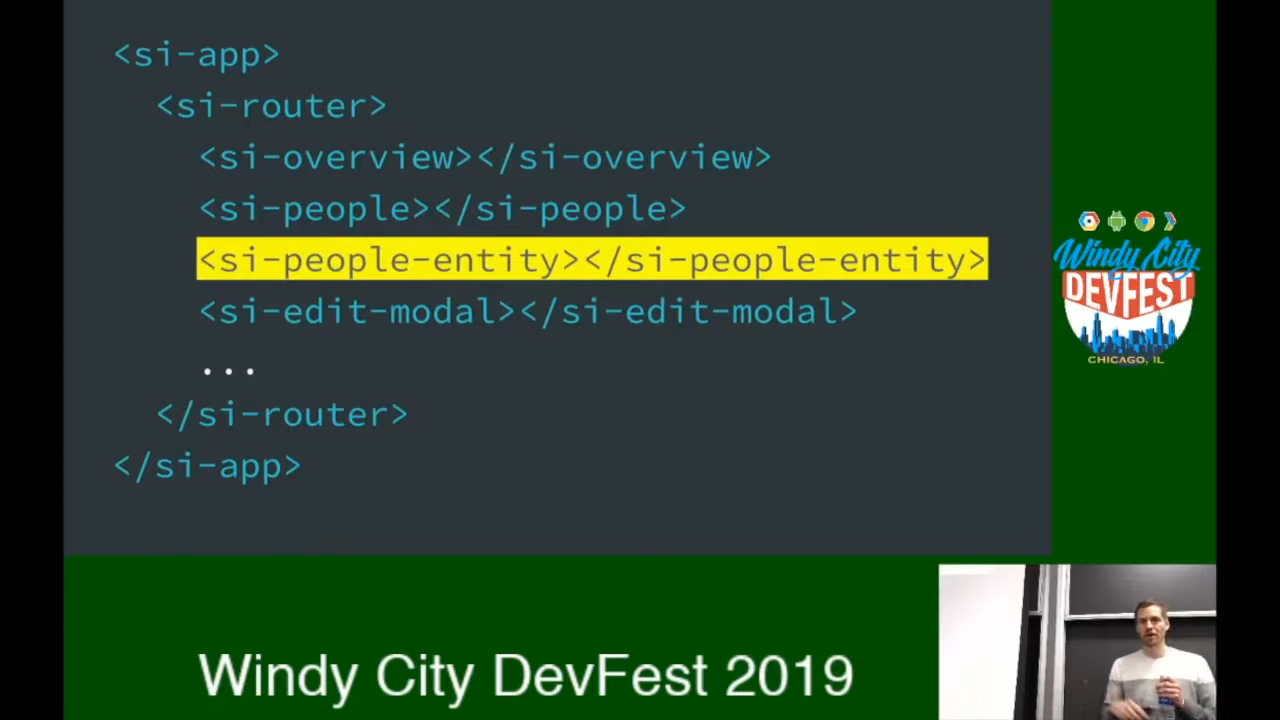 <si-app>
<si-router>
<si-overview></si-overview>
<si-people></si-people>
<si-people-entity></si-people-entity>
<si-edit-modal></si-edit-modal>
...
</si-router>
</si-app>
Windy City
DEVFEST
CHICAGO, IL
Windy City DevFest 2019